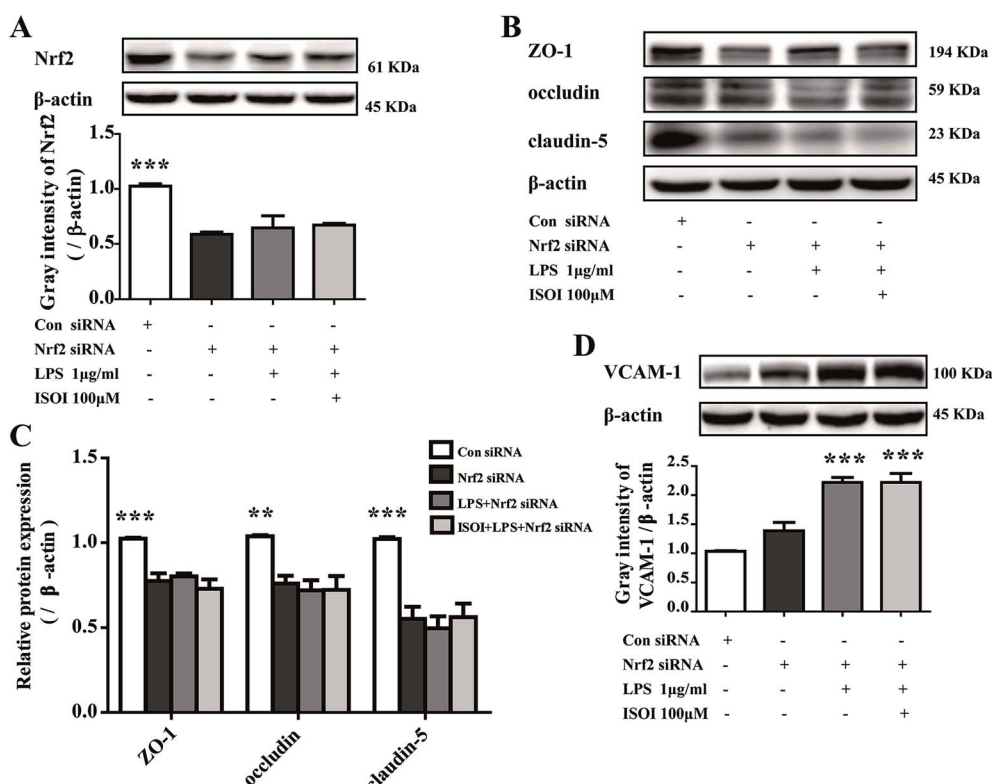 A
Nrf2
61 KDa
β-actin
45 KDa
Gray intensity of Nrf2
( / β-actin)
1.5
1.0
0.5
0.0
***
Con siRNA + - - -
Nrf2 siRNA - + + +
LPS 1μg/ml - - + +
ISOI 100μM - - - +
B
ZO-1
194 KDa
occludin
59 KDa
claudin-5
23 KDa
β-actin
45 KDa
Con siRNA + - - -
Nrf2 siRNA - + + +
LPS 1μg/ml - - + +
ISOI 100μM - - - +
C
Relative protein expression
( / β -actin )
1.5
1.0
0.5
0.0
*** ** ***
Con siRNA
Nrf2 siRNA
LPS+Nrf2 siRNA
ISOI+LPS+Nrf2 siRNA
ZO-1
occludin
claudin-5
D
VCAM-1
100 KDa
β-actin
45 KDa
Gray intensity of
VCAM-1 / β -actin
2.5
2.0
1.5
1.0
0.5
0.0
*** ***
Con siRNA + - - -
Nrf2 siRNA - + + +
LPS 1μg/ml - - + +
ISOI 100μM - - - +